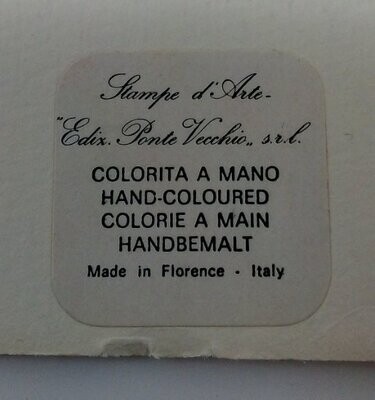 Stampe d'Arte-
"Ediz. Ponte Vecchio„ s.r.l.
COLORITA A MANO
HAND-COLOURED
COLORIE A MAIN
HANDBEMALT
Made in Florence - Italy